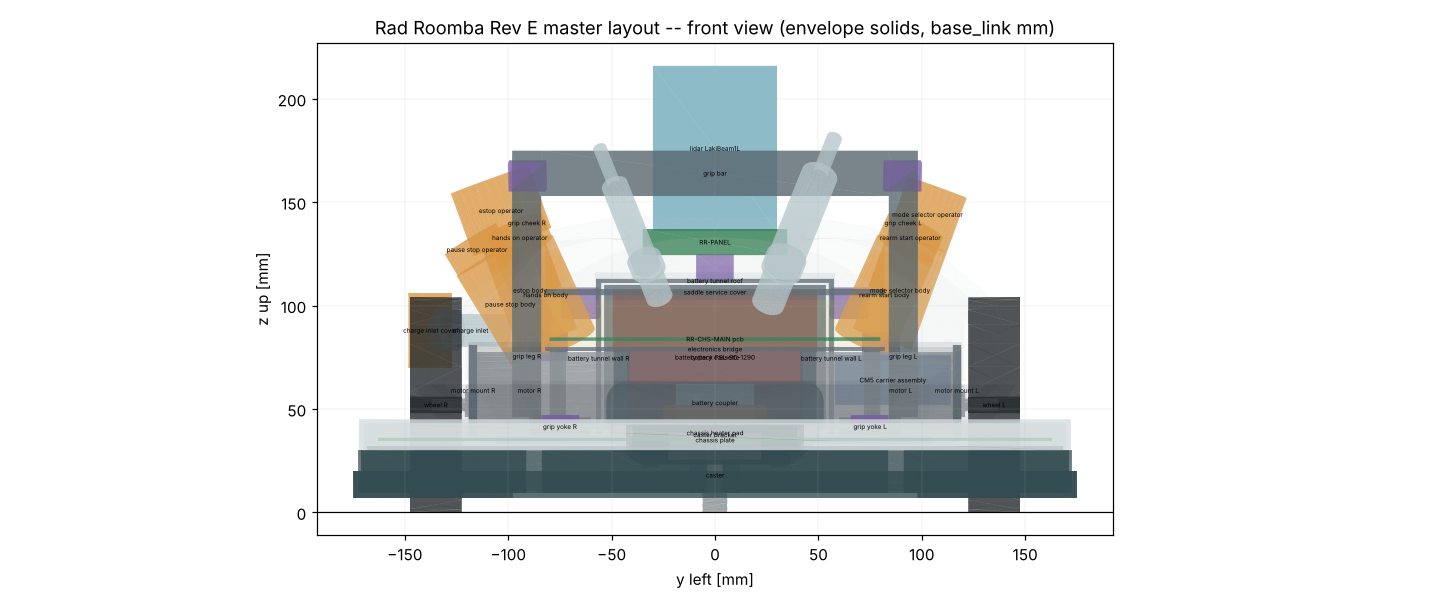 Rad Roomba Rev E master layout -- front view (envelope solids, base_link mm)
z up [mm]
200
150
100
50
0
lidar LakiBeam1L
grip bar
estop operator
mode selector operator
grip cheek R
grip cheek L
hands on operator
rearm start operator
RR-PANEL
pause stop operator
battery tunnel roof
estop body
saddle service cover
mode selector body
hands on body
rearm start body
pause stop body
charge inlet
RR-CHS-MAIN pcb
electronics bridge
grip leg R
battery tunnel wall R
battery tunnel wall L
grip leg L
CM5 carrier assembly
motor mount R
motor R
motor L
motor mount L
battery coupler
wheel R
wheel L
grip yoke R
grip yoke L
chassis heater pad
chassis plate
caster
−150
−100
−50
0
50
100
150
y left [mm]